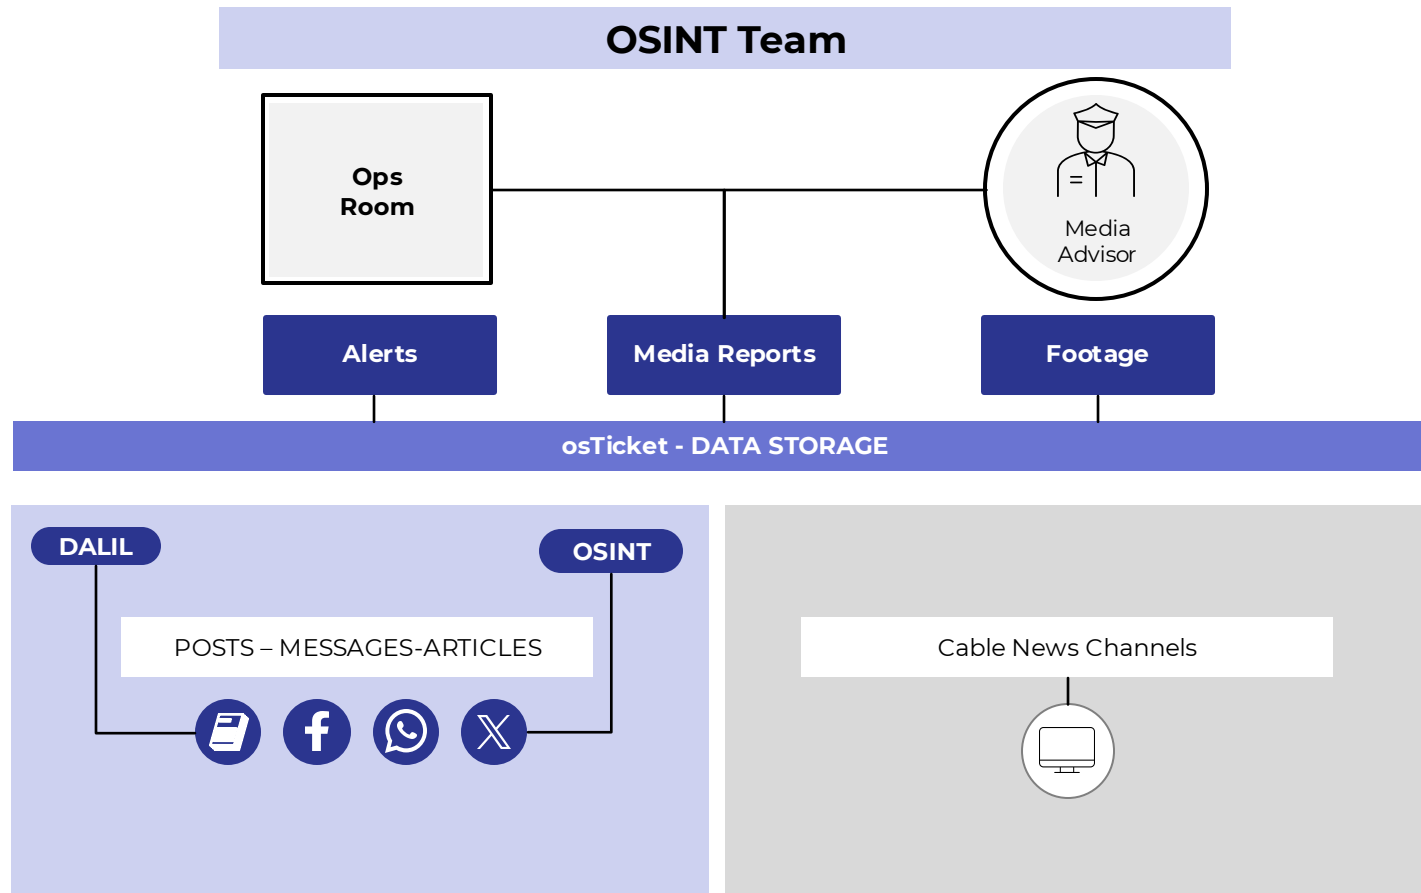 OSINT Team
Ops
Room
Media
Advisor
Alerts
Media Reports
Footage
osTicket - DATA STORAGE
DALIL
OSINT
POSTS – MESSAGES-ARTICLES
Cable News Channels